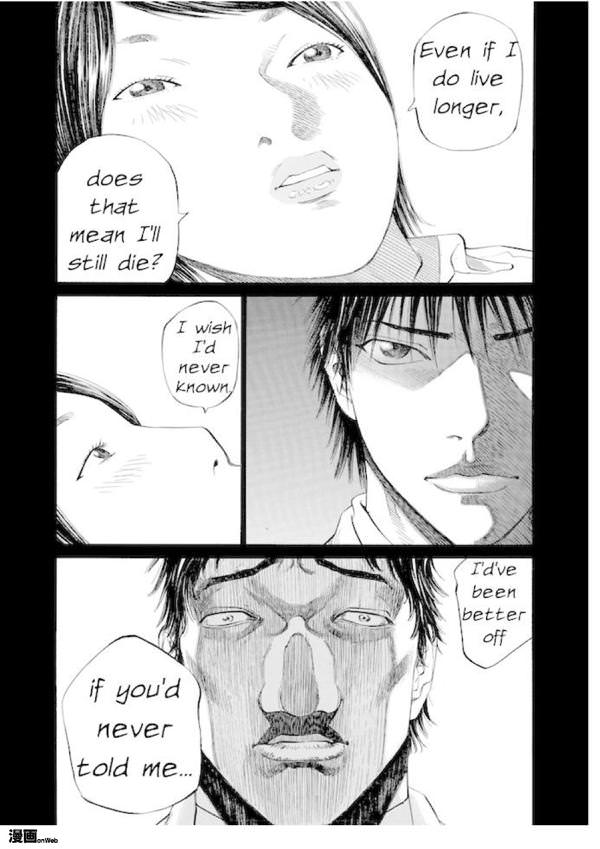 Even if I
do live
longer,
does
that
mean I'll
still die?
I wish
I'd
never
known.
I'd've
been
better
off
if you'd
never
told me...
漫画onWeb